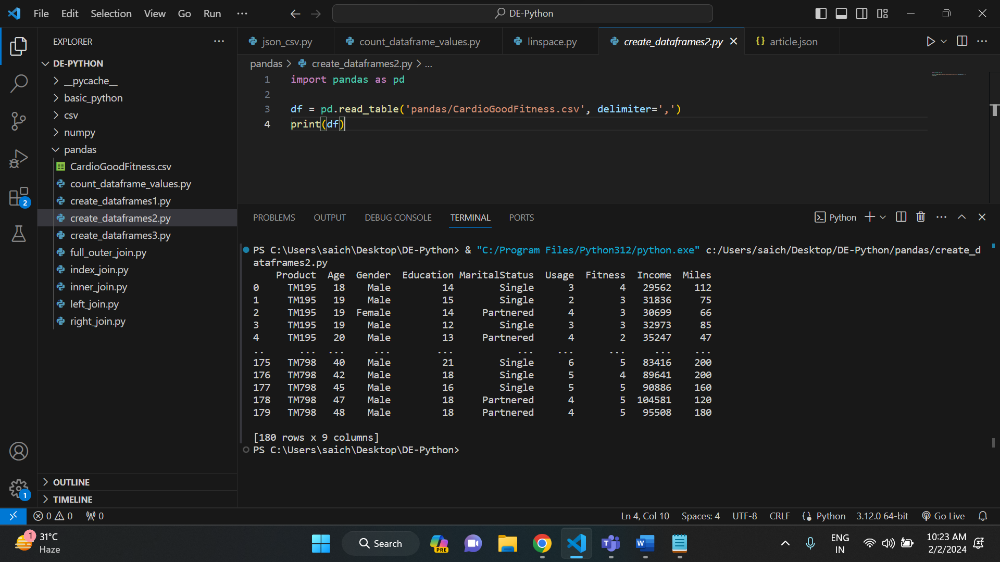 File Edit Selection View Go Run ... DE-Python
EXPLORER ...
DE-PYTHON
__pycache__
basic_python
csv
numpy
pandas
CardioGoodFitness.csv
count_dataframe_values.py
create_dataframes1.py
create_dataframes2.py
create_dataframes3.py
full_outer_join.py
index_join.py
inner_join.py
left_join.py
right_join.py
OUTLINE
TIMELINE
2
1
json_csv.py count_dataframe_values.py linspace.py create_dataframes2.py {} article.json
pandas > create_dataframes2.py > ...
1 import pandas as pd
2
3 df = pd.read_table('pandas/CardioGoodFitness.csv', delimiter=',')
4 print(df)
PROBLEMS OUTPUT DEBUG CONSOLE TERMINAL PORTS Python
PS C:\Users\saich\Desktop\DE-Python> & "C:/Program Files/Python312/python.exe" c:/Users/saich/Desktop/DE-Python/pandas/create_d
ataframes2.py
Product Age Gender Education MaritalStatus Usage Fitness Income Miles
0 TM195 18 Male 14 Single 3 4 29562 112
1 TM195 19 Male 15 Single 2 3 31836 75
2 TM195 19 Female 14 Partnered 4 3 30699 66
3 TM195 19 Male 12 Single 3 3 32973 85
4 TM195 20 Male 13 Partnered 4 2 35247 47
.. ... ... ... ... ... ... ... ... ...
175 TM798 40 Male 21 Single 6 5 83416 200
176 TM798 42 Male 18 Single 5 4 89641 200
177 TM798 45 Male 16 Single 5 5 90886 160
178 TM798 47 Male 18 Partnered 4 5 104581 120
179 TM798 48 Male 18 Partnered 4 5 95508 180
[180 rows x 9 columns]
PS C:\Users\saich\Desktop\DE-Python>
0 0 0 Ln 4, Col 10 Spaces: 4 UTF-8 CRLF Python 3.12.0 64-bit Go Live
1 31°C
Haze
Search
PRE
ENG
IN
10:23 AM
2/2/2024